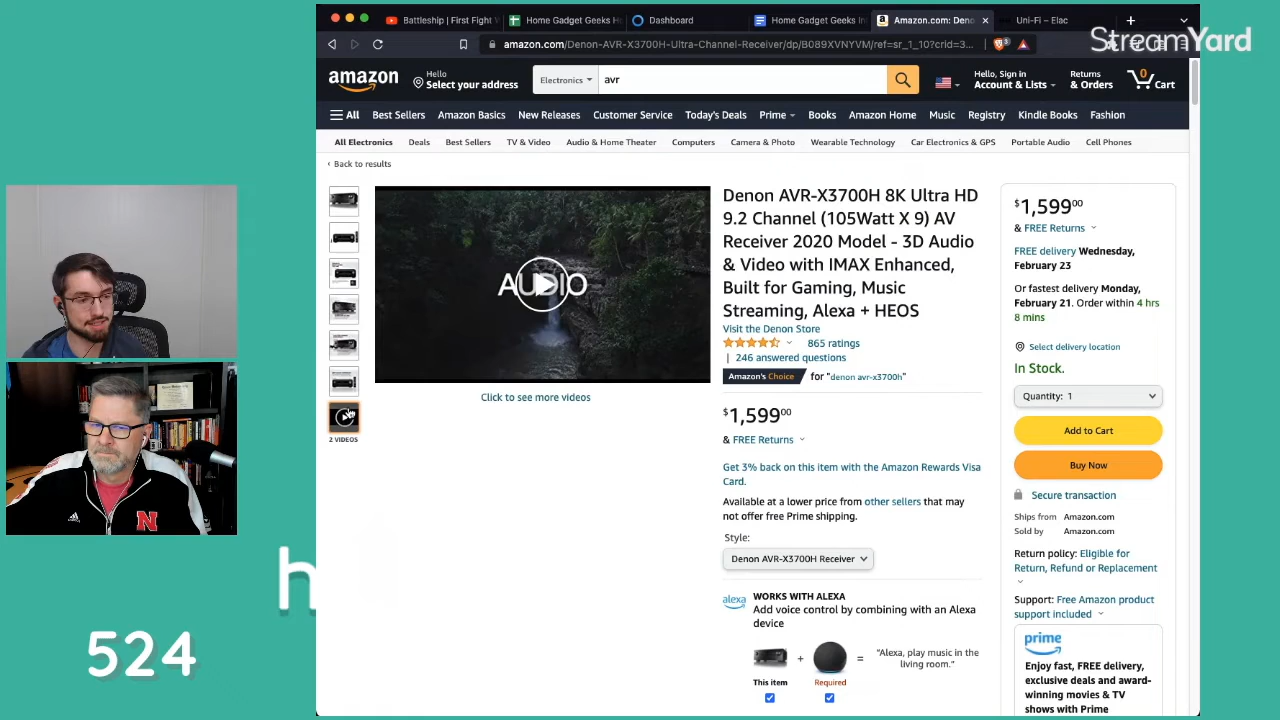 Battleship | First Fight
Home Gadget Geeks H
Dashboard
Home Gadget Geeks In
Amazon.com: Deno
Uni-Fi – Elac
StreamYard
amazon.com/Denon-AVR-X3700H-Ultra-Channel-Receiver/dp/B089XVNYVM/ref=sr_1_10?crid=3...
amazon
Hello
Select your address
Electronics
avr
Hello, Sign in
Account & Lists
Returns
& Orders
0
Cart
All
Best Sellers
Amazon Basics
New Releases
Customer Service
Today's Deals
Prime
Books
Amazon Home
Music
Registry
Kindle Books
Fashion
All Electronics
Deals
Best Sellers
TV & Video
Audio & Home Theater
Computers
Camera & Photo
Wearable Technology
Car Electronics & GPS
Portable Audio
Cell Phones
‹ Back to results
AUDIO
2 VIDEOS
Click to see more videos
Denon AVR-X3700H 8K Ultra HD
9.2 Channel (105Watt X 9) AV
Receiver 2020 Model - 3D Audio
& Video with IMAX Enhanced,
Built for Gaming, Music
Streaming, Alexa + HEOS
Visit the Denon Store
865 ratings
| 246 answered questions
Amazon's Choice for "denon avr-x3700h"
$1,59900
& FREE Returns
Get 3% back on this item with the Amazon Rewards Visa
Card.
Available at a lower price from other sellers that may
not offer free Prime shipping.
Style:
Denon AVR-X3700H Receiver
alexa
WORKS WITH ALEXA
Add voice control by combining with an Alexa
device
+
=
"Alexa, play music in the
living room."
This item
Required
$1,59900
& FREE Returns
FREE delivery Wednesday,
February 23
Or fastest delivery Monday,
February 21. Order within 4 hrs
8 mins
Select delivery location
In Stock.
Quantity: 1
Add to Cart
Buy Now
Secure transaction
Ships from Amazon.com
Sold by Amazon.com
Return policy: Eligible for
Return, Refund or Replacement
Support: Free Amazon product
support included
prime
Enjoy fast, FREE delivery,
exclusive deals and award-
winning movies & TV
shows with Prime
N
h
524